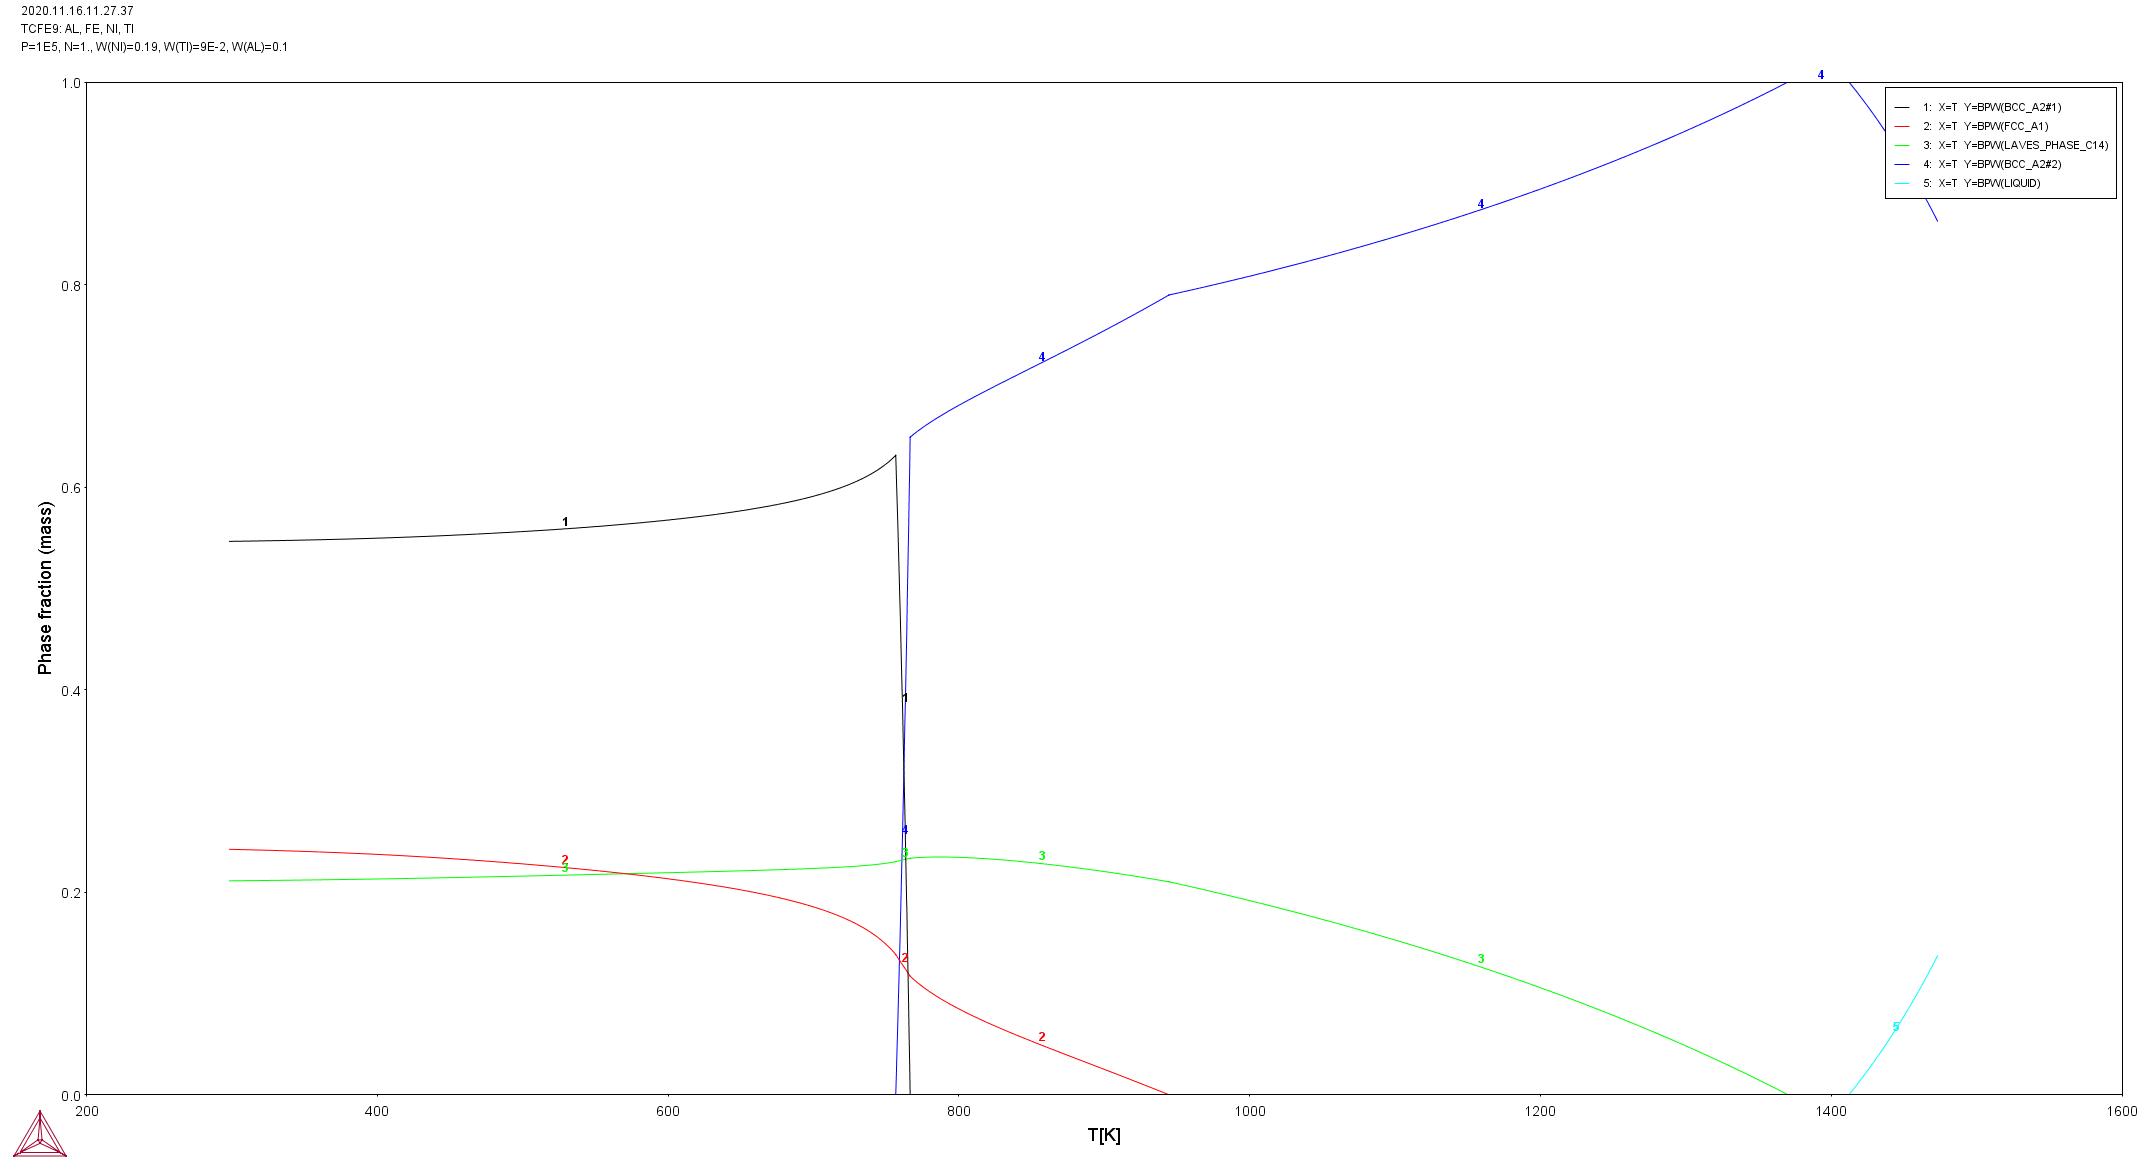 2020.11.16.11.27.37
TCFE9: AL, FE, NI, TI
P=1E5, N=1., W(NI)=0.19, W(TI)=9E-2, W(AL)=0.1
4
1: X=T Y=BPW(BCC_A2#1)
2: X=T Y=BPW(FCC_A1)
3: X=T Y=BPW(LAVES_PHASE_C14)
4: X=T Y=BPW(BCC_A2#2)
5: X=T Y=BPW(LIQUID)
1.0
0.8
0.6
0.4
0.2
0.0
Phase fraction (mass)
4
4
1
1
4
3
3
2
3
2
3
2
5
200 400 600 800 1000 1200 1400 1600
T[K]